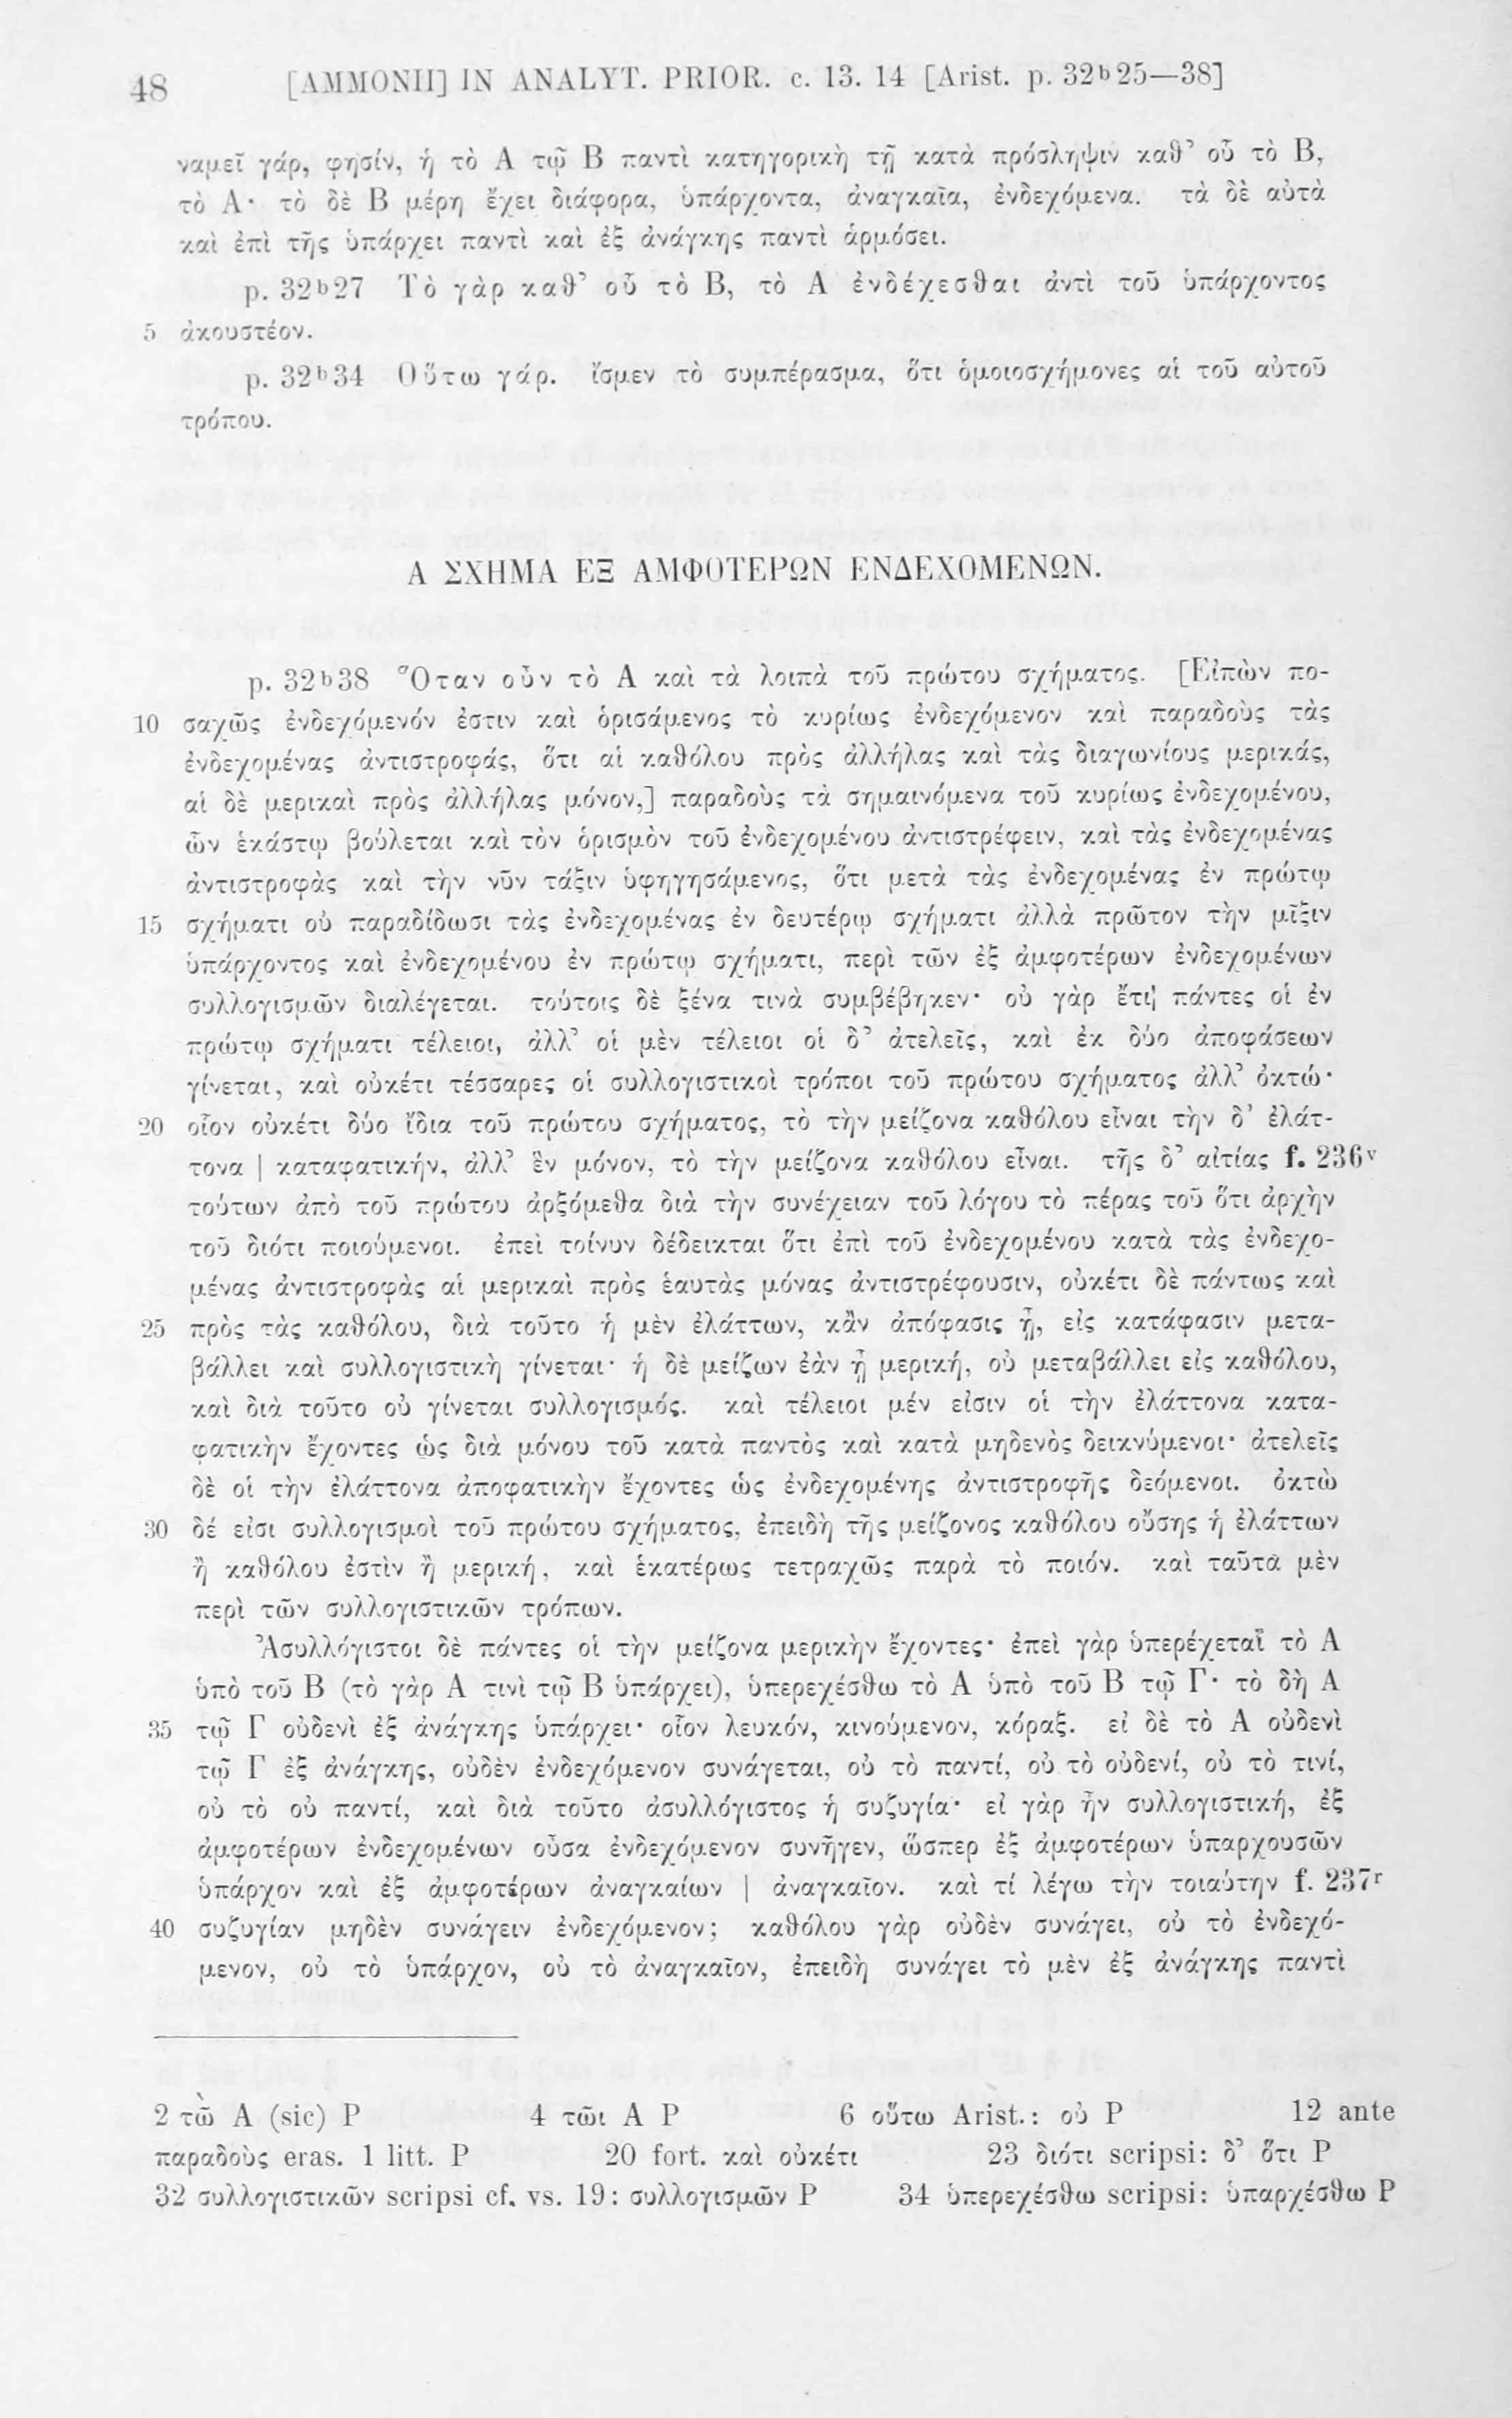 48 [AMMONII] IN ANALYT. PRIOR. c. 13. 14 [Arist. p. 32ᵇ25—38]
ναμεῖ γάρ, φησίν, ἡ τὸ Α τῷ Β παντὶ κατηγορικὴ τῇ κατὰ πρόσληψιν καθ’ οὗ τὸ Β,
τὸ Α· τὸ δὲ Β μέρη ἔχει διάφορα, ὑπάρχοντα, ἀναγκαῖα, ἐνδεχόμενα. τὰ δὲ αὐτὰ
καὶ ἐπὶ τῆς ὑπάρχει παντὶ καὶ ἐξ ἀνάγκης παντὶ ἁρμόσει.
p. 32ᵇ27 Τὸ γὰρ καθ’ οὗ τὸ Β, τὸ Α ἐνδέχεσθαι ἀντὶ τοῦ ὑπάρχοντος
5 ἀκουστέον.
p. 32ᵇ34 Οὕτω γάρ. ἴσμεν τὸ συμπέρασμα, ὅτι ὁμοιοσχήμονες αἱ τοῦ αὐτοῦ
τρόπου.
Α ΣΧΗΜΑ ΕΞ ΑΜΦΟΤΕΡΩΝ ΕΝΔΕΧΟΜΕΝΩΝ.
p. 32ᵇ38 Ὅταν οὖν τὸ Α καὶ τὰ λοιπὰ τοῦ πρώτου σχήματος. [Εἰπὼν πο-
10 σαχῶς ἐνδεχόμενόν ἐστιν καὶ ὁρισάμενος τὸ κυρίως ἐνδεχόμενον καὶ παραδοὺς τὰς
ἐνδεχομένας ἀντιστροφάς, ὅτι αἱ καθόλου πρὸς ἀλλήλας καὶ τὰς διαγωνίους μερικάς,
αἱ δὲ μερικαὶ πρὸς ἀλλήλας μόνον,] παραδοὺς τὰ σημαινόμενα τοῦ κυρίως ἐνδεχομένου,
ὧν ἑκάστῳ βούλεται καὶ τὸν ὁρισμὸν τοῦ ἐνδεχομένου ἀντιστρέφειν, καὶ τὰς ἐνδεχομένας
ἀντιστροφὰς καὶ τὴν νῦν τάξιν ὑφηγησάμενος, ὅτι μετὰ τὰς ἐνδεχομένας ἐν πρώτῳ
15 σχήματι οὐ παραδίδωσι τὰς ἐνδεχομένας ἐν δευτέρῳ σχήματι ἀλλὰ πρῶτον τὴν μῖξιν
ὑπάρχοντος καὶ ἐνδεχομένου ἐν πρώτῳ σχήματι, περὶ τῶν ἐξ ἀμφοτέρων ἐνδεχομένων
συλλογισμῶν διαλέγεται. τούτοις δὲ ξένα τινὰ συμβέβηκεν· οὐ γὰρ ἔτι πάντες οἱ ἐν
πρώτῳ σχήματι τέλειοι, ἀλλ’ οἱ μὲν τέλειοι οἱ δ’ ἀτελεῖς, καὶ ἐκ δύο ἀποφάσεων
γίνεται, καὶ οὐκέτι τέσσαρες οἱ συλλογιστικοὶ τρόποι τοῦ πρώτου σχήματος ἀλλ’ ὀκτώ·
20 οἷον οὐκέτι δύο ἴδια τοῦ πρώτου σχήματος, τὸ τὴν μείζονα καθόλου εἶναι τὴν δ’ ἐλάτ-
τονα | καταφατικήν, ἀλλ’ ἓν μόνον, τὸ τὴν μείζονα καθόλου εἶναι. τῆς δ’ αἰτίας f. 236ᵛ
τούτων ἀπὸ τοῦ πρώτου ἀρξόμεθα διὰ τὴν συνέχειαν τοῦ λόγου τὸ πέρας τοῦ ὅτι ἀρχὴν
τοῦ διότι ποιούμενοι. ἐπεὶ τοίνυν δέδεικται ὅτι ἐπὶ τοῦ ἐνδεχομένου κατὰ τὰς ἐνδεχο-
μένας ἀντιστροφὰς αἱ μερικαὶ πρὸς ἑαυτὰς μόνας ἀντιστρέφουσιν, οὐκέτι δὲ πάντως καὶ
25 πρὸς τὰς καθόλου, διὰ τοῦτο ἡ μὲν ἐλάττων, κἂν ἀπόφασις ᾖ, εἰς κατάφασιν μετα-
βάλλει καὶ συλλογιστικὴ γίνεται· ἡ δὲ μείζων ἐὰν ᾖ μερική, οὐ μεταβάλλει εἰς καθόλου,
καὶ διὰ τοῦτο οὐ γίνεται συλλογισμός. καὶ τέλειοι μέν εἰσιν οἱ τὴν ἐλάττονα κατα-
φατικὴν ἔχοντες ὡς διὰ μόνου τοῦ κατὰ παντὸς καὶ κατὰ μηδενὸς δεικνύμενοι· ἀτελεῖς
δὲ οἱ τὴν ἐλάττονα ἀποφατικὴν ἔχοντες ὡς ἐνδεχομένης ἀντιστροφῆς δεόμενοι. ὀκτὼ
30 δέ εἰσι συλλογισμοὶ τοῦ πρώτου σχήματος, ἐπειδὴ τῆς μείζονος καθόλου οὔσης ἡ ἐλάττων
ἢ καθόλου ἐστὶν ἢ μερική, καὶ ἑκατέρως τετραχῶς παρὰ τὸ ποιόν. καὶ ταῦτα μὲν
περὶ τῶν συλλογιστικῶν τρόπων.
Ἀσυλλόγιστοι δὲ πάντες οἱ τὴν μείζονα μερικὴν ἔχοντες· ἐπεὶ γὰρ ὑπερέχεται τὸ Α
ὑπὸ τοῦ Β (τὸ γὰρ Α τινὶ τῷ Β ὑπάρχει), ὑπερεχέσθω τὸ Α ὑπὸ τοῦ Β τῷ Γ· τὸ δὴ Α
35 τῷ Γ οὐδενὶ ἐξ ἀνάγκης ὑπάρχει· οἷον λευκόν, κινούμενον, κόραξ. εἰ δὲ τὸ Α οὐδενὶ
τῷ Γ ἐξ ἀνάγκης, οὐδὲν ἐνδεχόμενον συνάγεται, οὐ τὸ παντί, οὐ τὸ οὐδενί, οὐ τὸ τινί,
οὐ τὸ οὐ παντί, καὶ διὰ τοῦτο ἀσυλλόγιστος ἡ συζυγία· εἰ γὰρ ἦν συλλογιστική, ἐξ
ἀμφοτέρων ἐνδεχομένων οὖσα ἐνδεχόμενον συνῆγεν, ὥσπερ ἐξ ἀμφοτέρων ὑπαρχουσῶν
ὑπάρχον καὶ ἐξ ἀμφοτέρων ἀναγκαίων | ἀναγκαῖον. καὶ τί λέγω τὴν τοιαύτην f. 237ʳ
40 συζυγίαν μηδὲν συνάγειν ἐνδεχόμενον; καθόλου γὰρ οὐδὲν συνάγει, οὐ τὸ ἐνδεχό-
μενον, οὐ τὸ ὑπάρχον, οὐ τὸ ἀναγκαῖον, ἐπειδὴ συνάγει τὸ μὲν ἐξ ἀνάγκης παντὶ
2 τῶ Α (sic) P 4 τῶι Α P 6 οὕτω Arist.: οὐ P 12 ante
παραδοὺς eras. 1 litt. P 20 fort. καὶ οὐκέτι 23 διότι scripsi: δ’ ὅτι P
32 συλλογιστικῶν scripsi cf. vs. 19: συλλογισμῶν P 34 ὑπερεχέσθω scripsi: ὑπαρχέσθω P